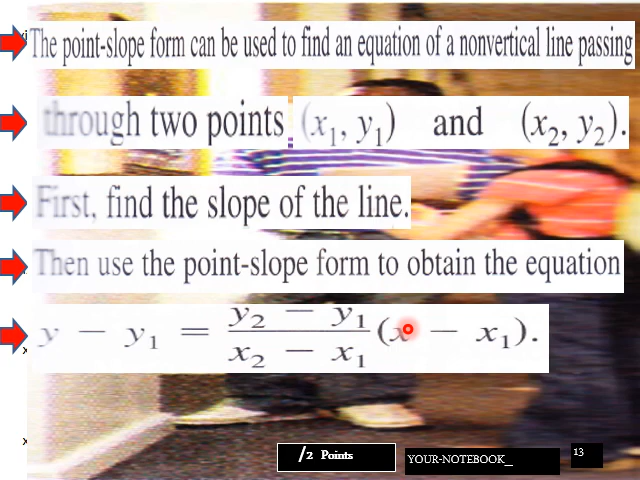 The point-slope form can be used to find an equation of a nonvertical line passing
through two points (x₁, y₁) and (x₂, y₂).
First, find the slope of the line.
Then use the point-slope form to obtain the equation
y − y₁ = (y₂ − y₁)/(x₂ − x₁) (x − x₁).
/2 Points
YOUR-NOTEBOOK_
13